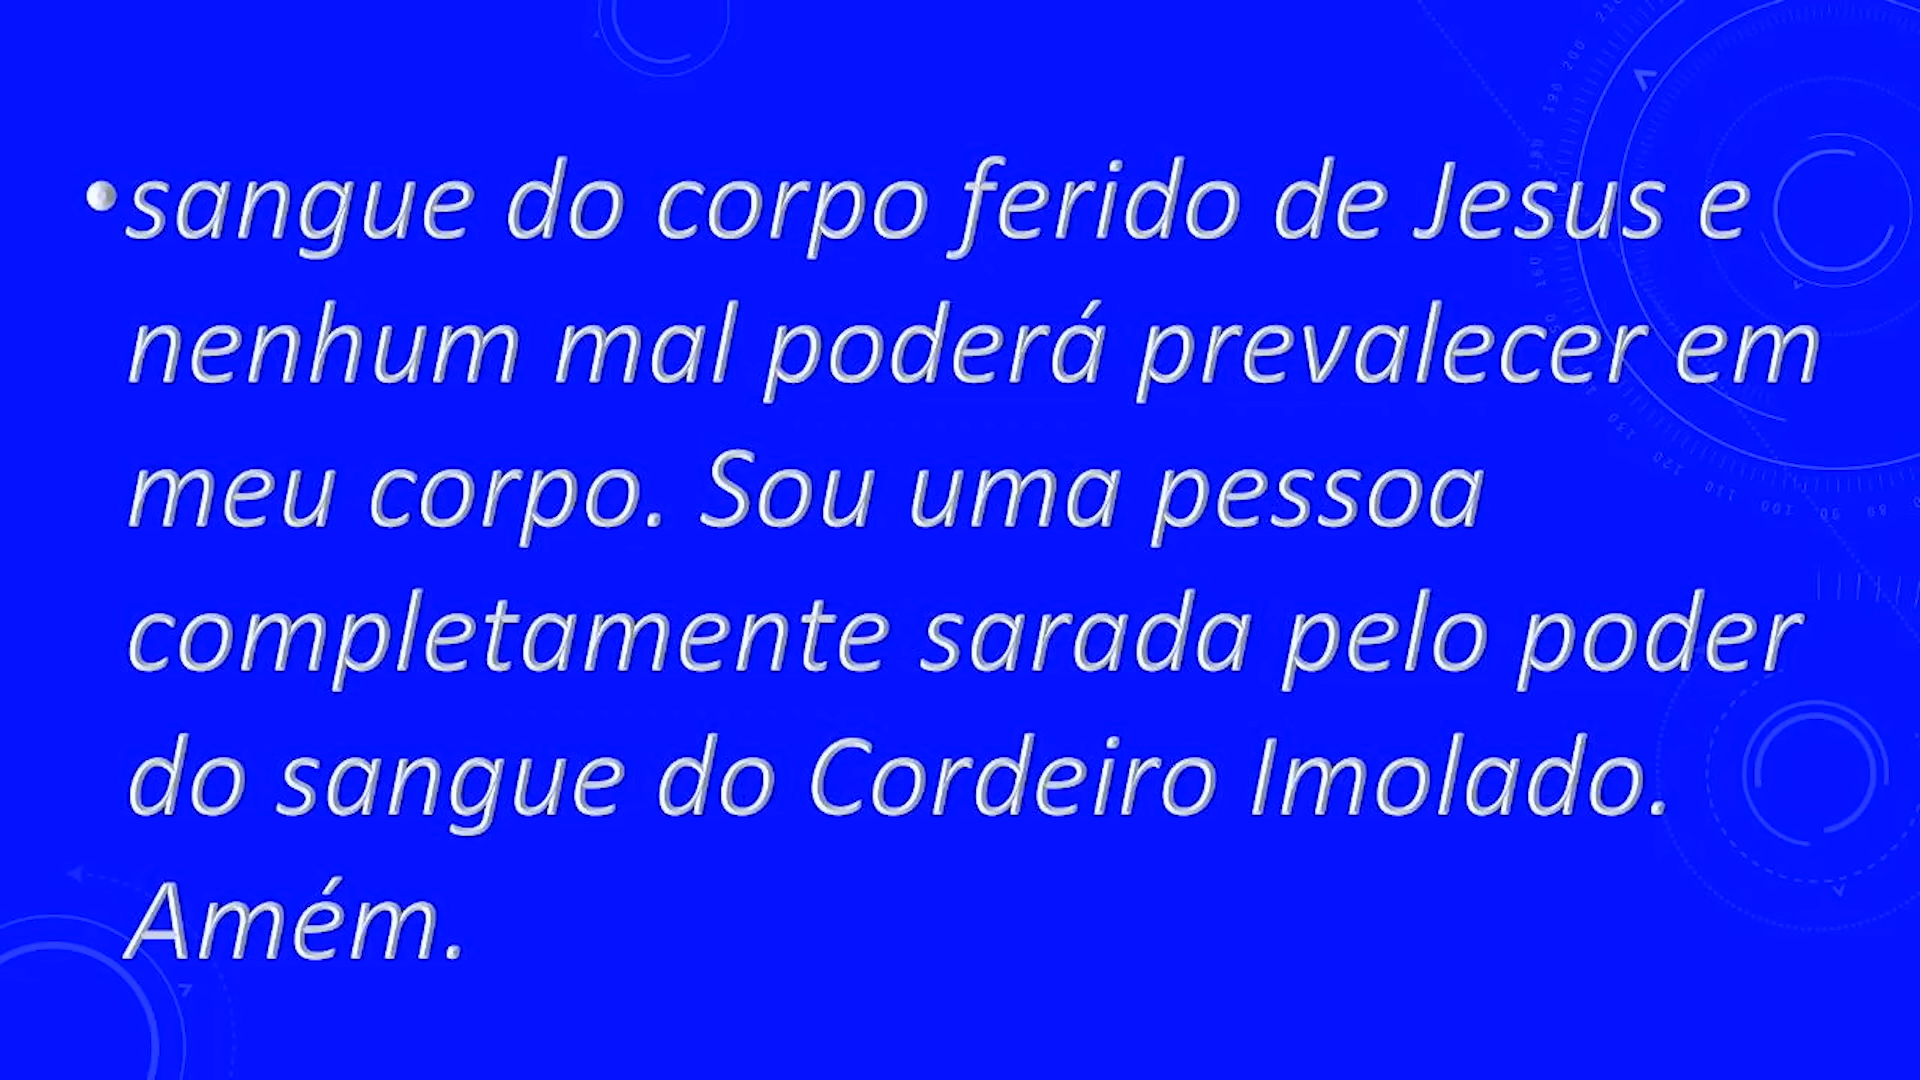 •sangue do corpo ferido de Jesus e
nenhum mal poderá prevalecer em
meu corpo. Sou uma pessoa
completamente sarada pelo poder
do sangue do Cordeiro Imolado.
Amém.